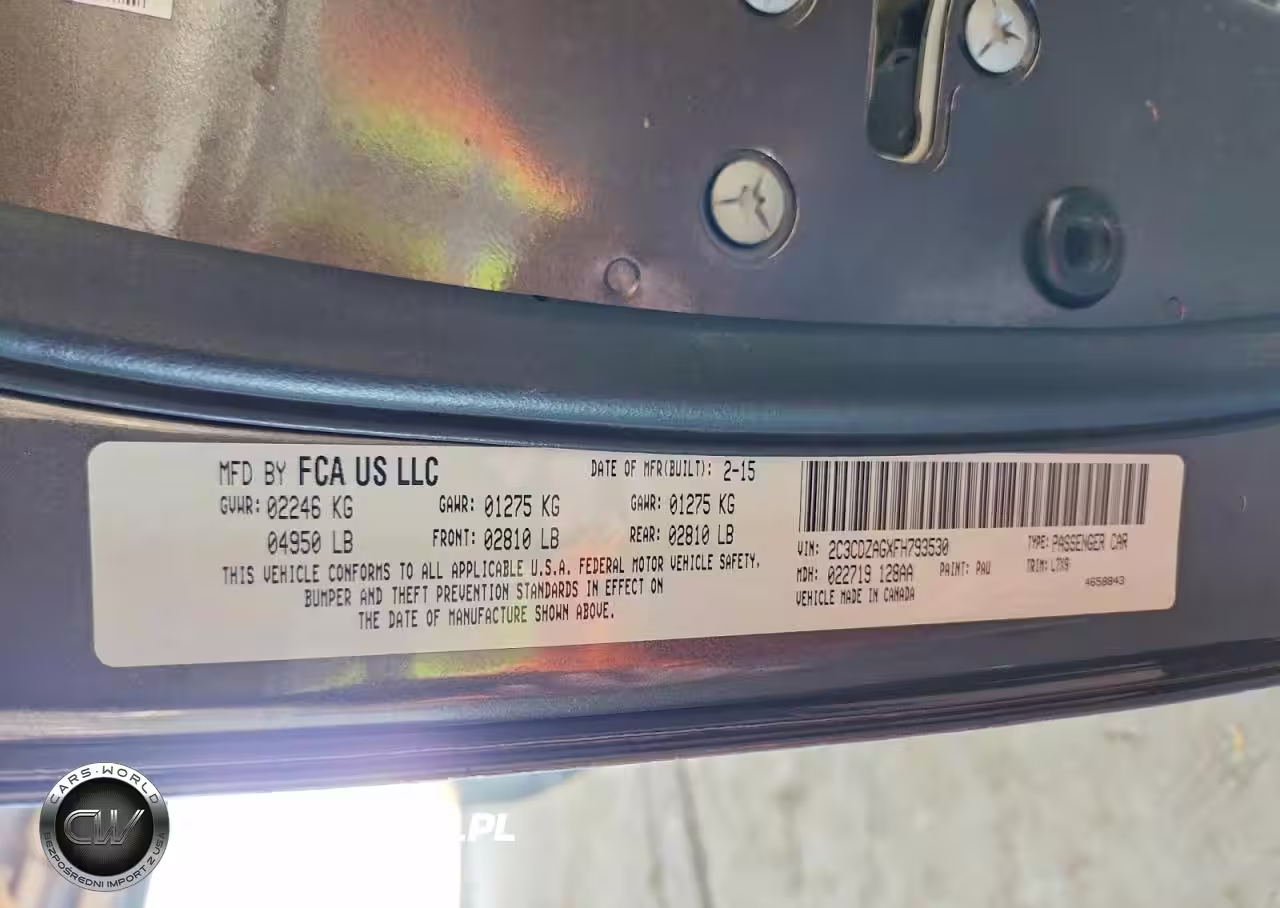 MFD BY FCA US LLC DATE OF MFR(BUILT): 2-15
GVWR: 02246 KG GAWR: 01275 KG GAWR: 01275 KG
04950 LB FRONT: 02810 LB REAR: 02810 LB
THIS VEHICLE CONFORMS TO ALL APPLICABLE U.S.A. FEDERAL MOTOR VEHICLE SAFETY,
BUMPER AND THEFT PREVENTION STANDARDS IN EFFECT ON
THE DATE OF MANUFACTURE SHOWN ABOVE.
VIN: 2C3CDZAGXFH793530 TYPE: PASSENGER CAR
MDH: 022719 128AA PAINT: PAU TRIM: L7X9
VEHICLE MADE IN CANADA 4658843
CARS-WORLD
CW
BEZPOŚREDNI IMPORT Z USA
.PL